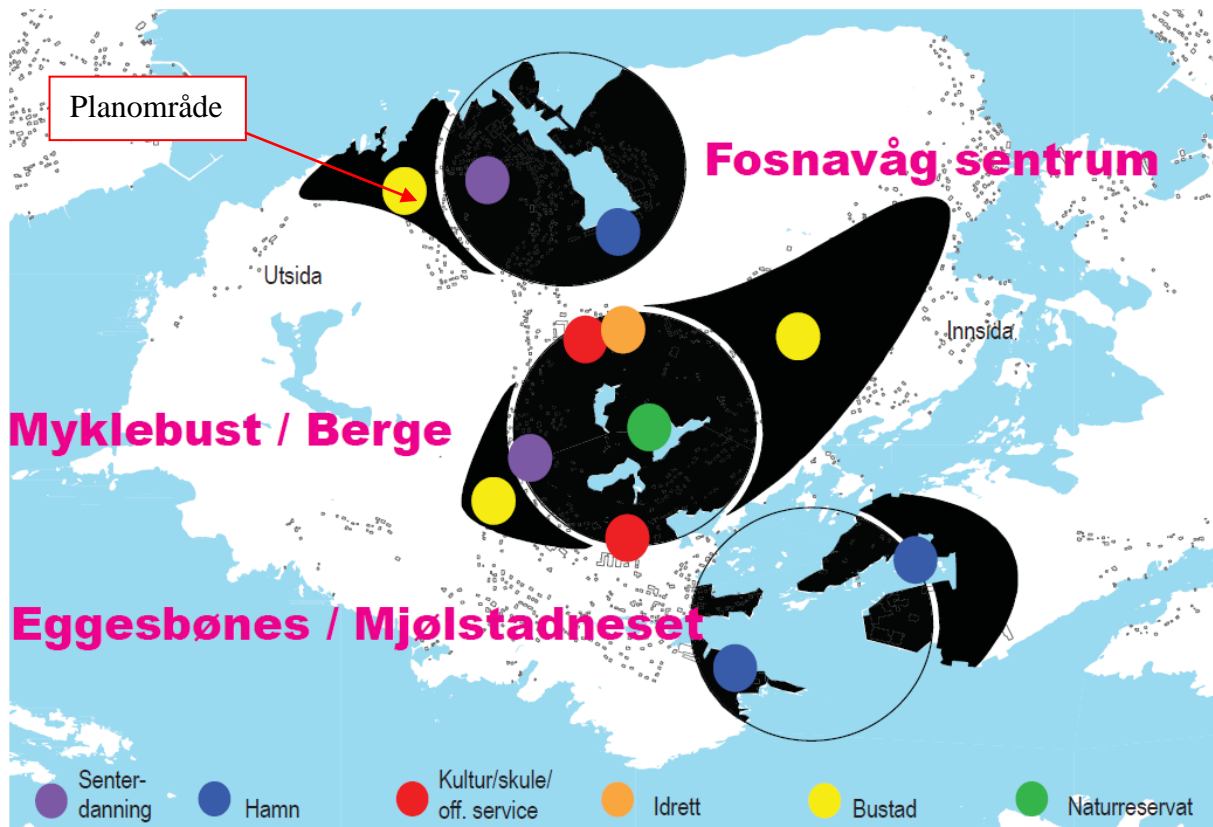 Planområde
Fosnavåg sentrum
Utsida
Innsida
Myklebust / Berge
Eggesbønes / Mjølstadneset
Senter-
danning
Hamn
Kultur/skule/
off. service
Idrett
Bustad
Naturreservat